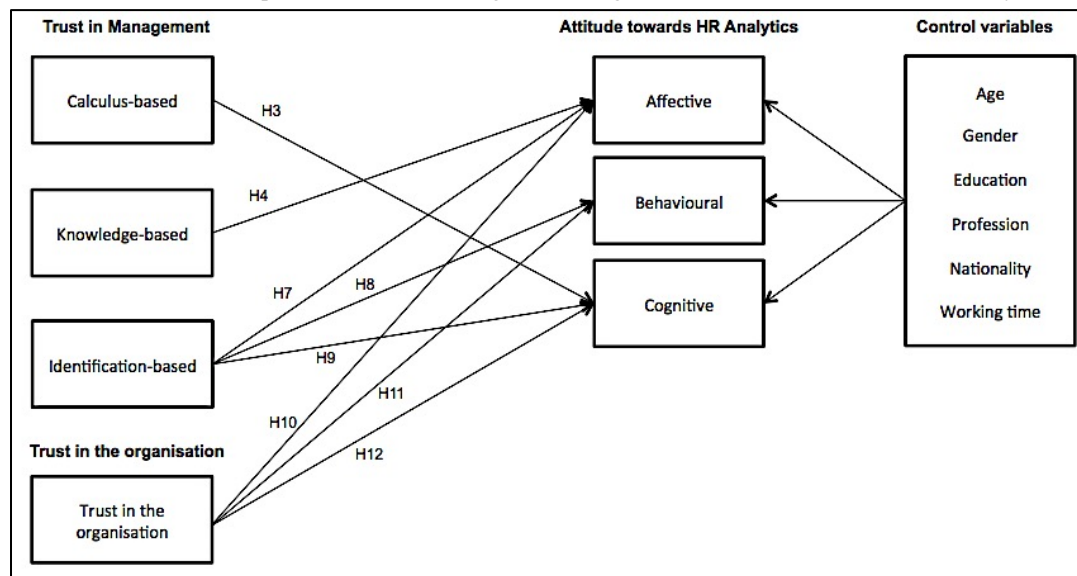 Trust in Management
Attitude towards HR Analytics
Control variables
Calculus-based
Knowledge-based
Identification-based
Trust in the organisation
Trust in the
organisation
H3
H4
H7
H8
H9
H10
H11
H12
Affective
Behavioural
Cognitive
Age
Gender
Education
Profession
Nationality
Working time